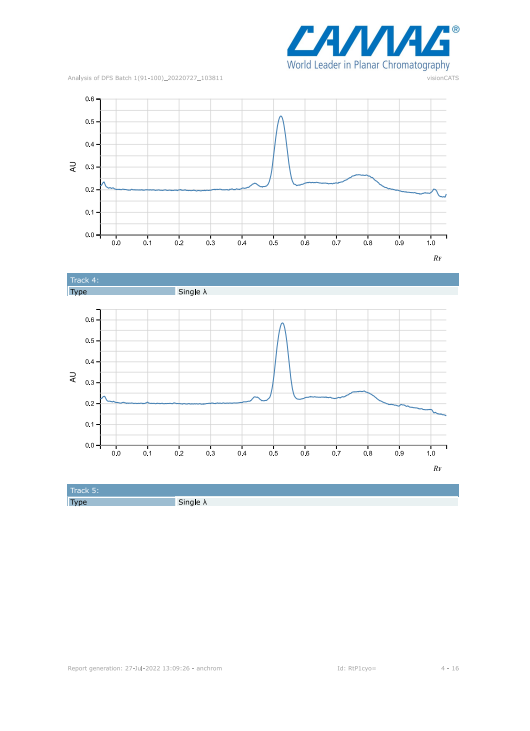 CAMAG®
World Leader in Planar Chromatography
Analysis of DFS Batch 1(91-100)_20220727_103811 visionCATS
0.6
0.5
0.4
0.3
0.2
0.1
0.0
AU
0.0 0.1 0.2 0.3 0.4 0.5 0.6 0.7 0.8 0.9 1.0
RF
Track 4:
Type Single λ
0.6
0.5
0.4
0.3
0.2
0.1
0.0
AU
0.0 0.1 0.2 0.3 0.4 0.5 0.6 0.7 0.8 0.9 1.0
RF
Track 5:
Type Single λ
Report generation: 27-Jul-2022 13:09:26 - anchrom Id: 4 - 16